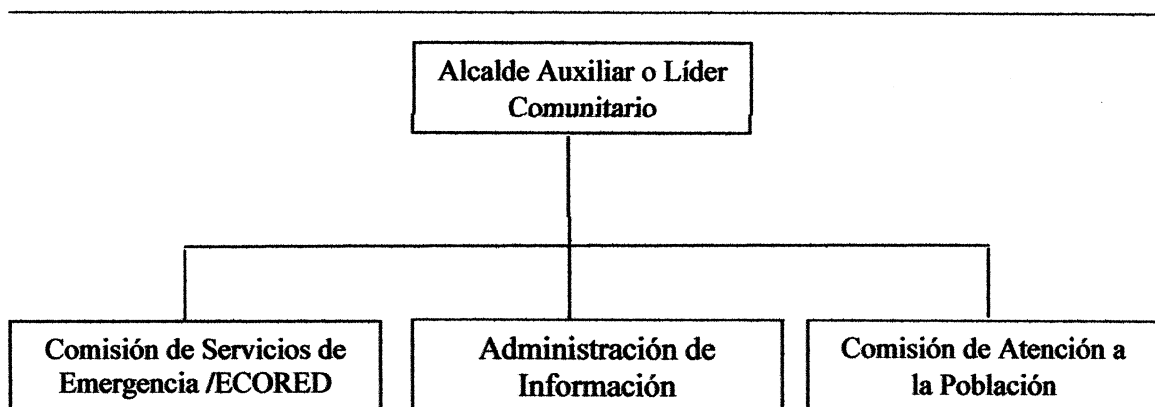 Alcalde Auxiliar o Líder
Comunitario
Comisión de Servicios de
Emergencia /ECORED
Administración de
Información
Comisión de Atención a
la Población